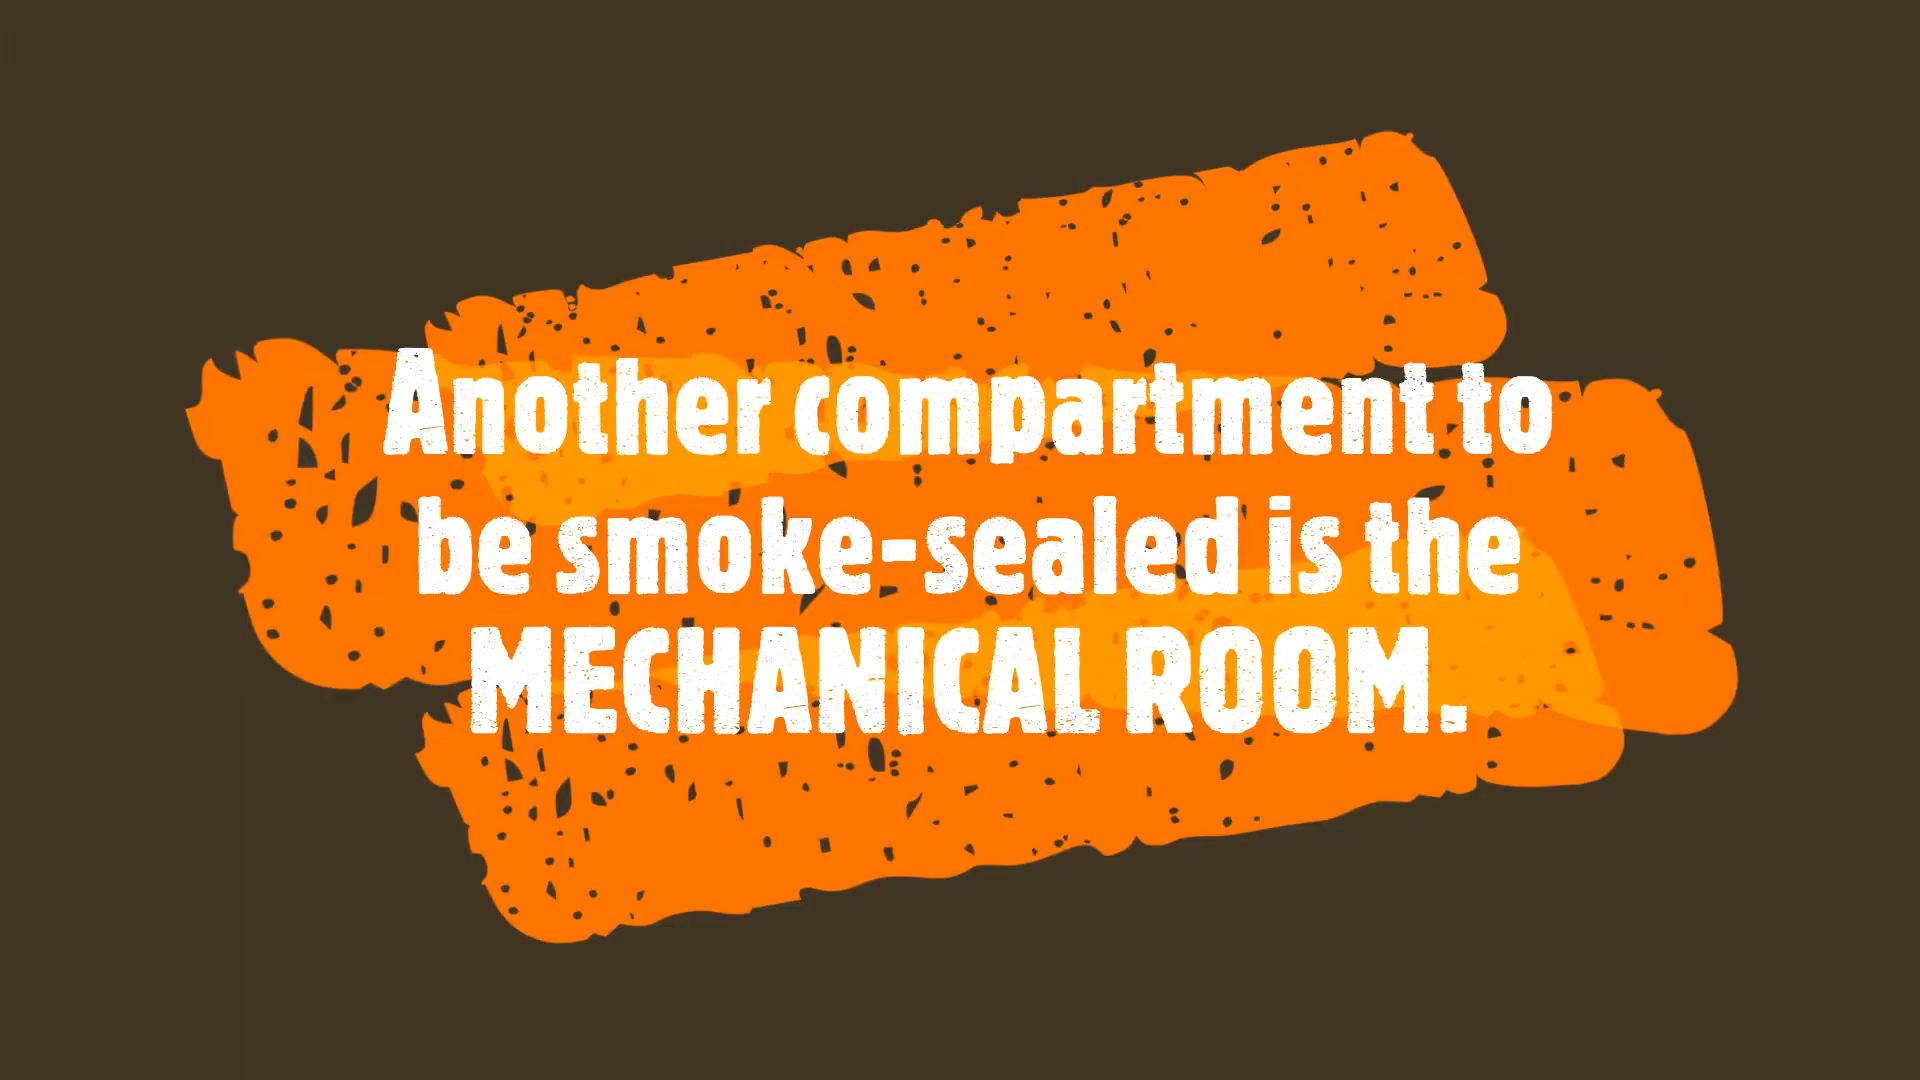 Another compartment to
be smoke-sealed is the
MECHANICAL ROOM.